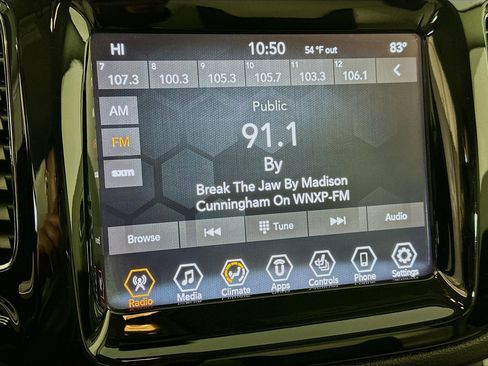 HI 10:50 54 °F out 83°
7 8 9 10 11 12
107.3 100.3 105.3 105.7 103.3 106.1
AM
Public
FM
91.1
sxm
By
Break The Jaw By Madison
Cunningham On WNXP-FM
Browse Tune Audio
Radio Media Climate Apps Controls Phone Settings